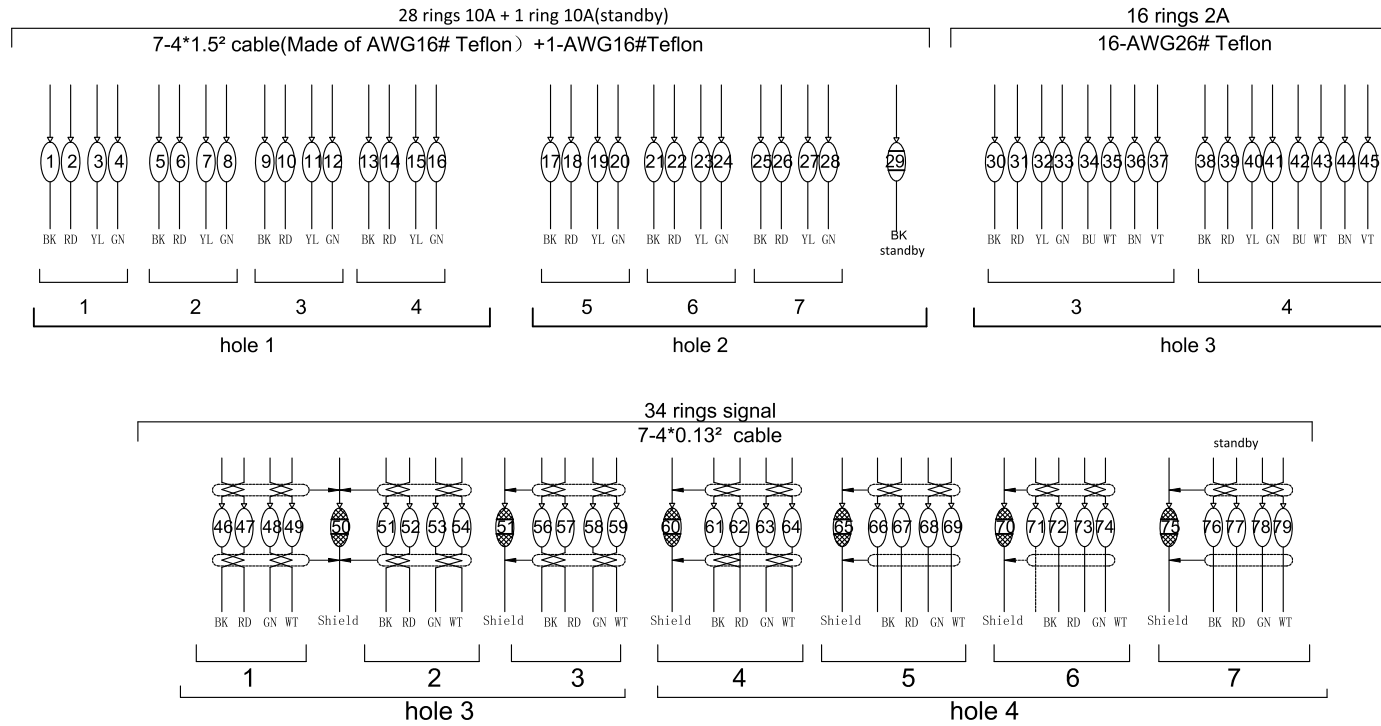 28 rings 10A + 1 ring 10A(standby)
7-4*1.5² cable(Made of AWG16# Teflon）+1-AWG16#Teflon
1 2 3 4 5 6 7 8 9 10 11 12 13 14 15 16 17 18 19 20 21 22 23 24 25 26 27 28 29
BK RD YL GN BK RD YL GN BK RD YL GN BK RD YL GN BK RD YL GN BK RD YL GN BK RD YL GN BK
standby
1 2 3 4 5 6 7
hole 1 hole 2
16 rings 2A
16-AWG26# Teflon
30 31 32 33 34 35 36 37 38 39 40 41 42 43 44 45
BK RD YL GN BU WT BN VT BK RD YL GN BU WT BN VT
3 4
hole 3
34 rings signal
7-4*0.13² cable
standby
46 47 48 49 50 51 52 53 54 51 56 57 58 59 60 61 62 63 64 65 66 67 68 69 70 71 72 73 74 75 76 77 78 79
BK RD GN WT Shield BK RD GN WT Shield BK RD GN WT Shield BK RD GN WT Shield BK RD GN WT Shield BK RD GN WT Shield BK RD GN WT
1 2 3 4 5 6 7
hole 3 hole 4